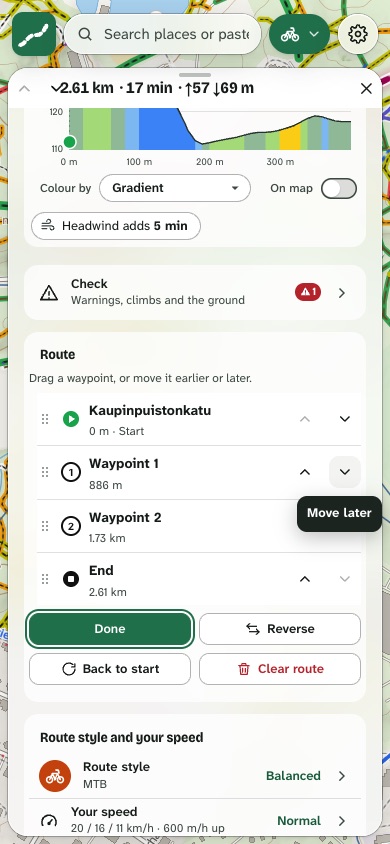 Search places or paste
2.61 km · 17 min · ↑57 ↓69 m
120
110
0 m 100 m 200 m 300 m
Colour by Gradient On map
Headwind adds 5 min
Check
Warnings, climbs and the ground
1
Route
Drag a waypoint, or move it earlier or later.
Kaupinpuistonkatu
0 m · Start
1 Waypoint 1
886 m
Move later
2 Waypoint 2
1.73 km
End
2.61 km
Done Reverse
Back to start Clear route
Route style and your speed
Route style
MTB
Balanced
Your speed
20 / 16 / 11 km/h · 600 m/h up
Normal